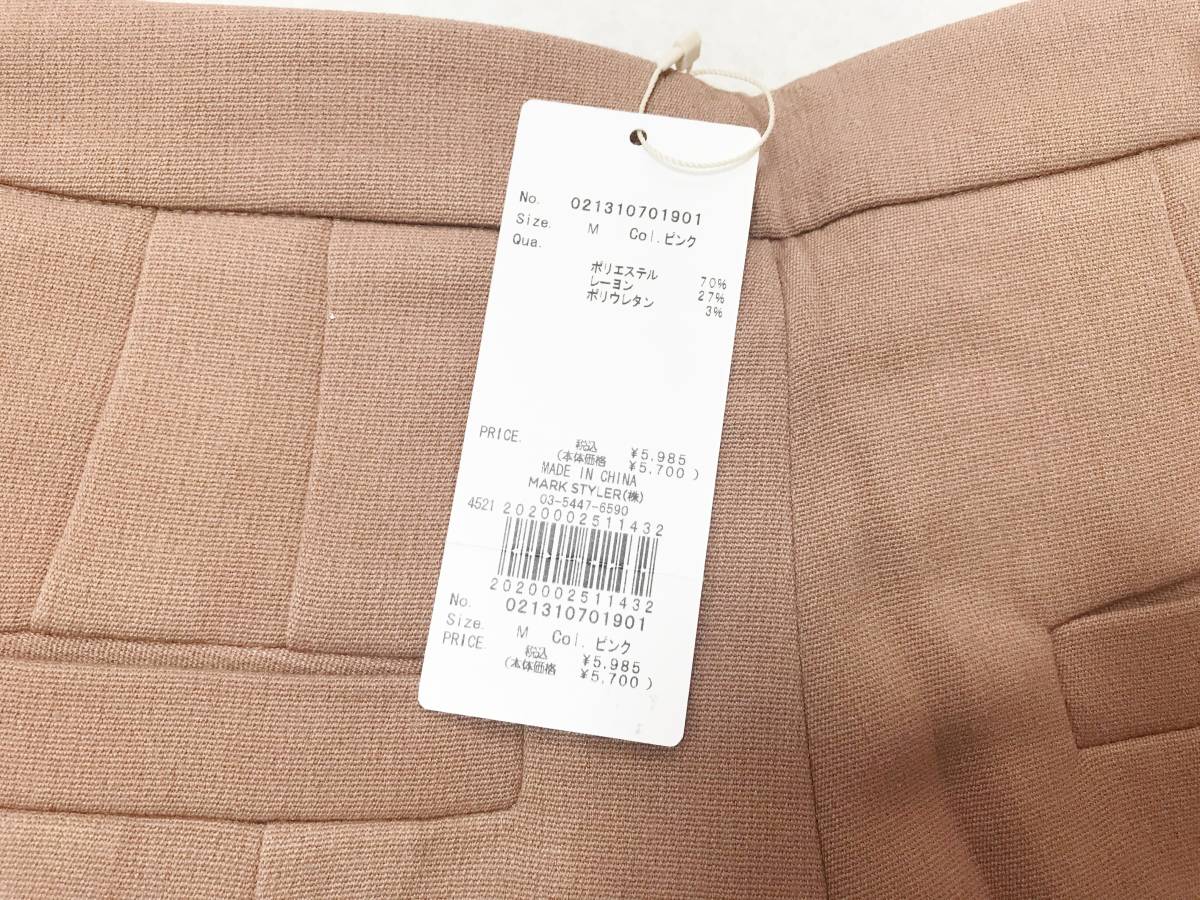 No. 021310701901
Size. M Col.ピンク
Qua.
ポリエステル 70%
レーヨン 27%
ポリウレタン 3%
PRICE. 税込 ¥5,985
(本体価格 ¥5,700)
MADE IN CHINA
MARK STYLER(株)
03-5447-6590
4521 2020002511432
2020002511432
No. 021310701901
Size. M Col.ピンク
PRICE. 税込 ¥5,985
(本体価格 ¥5,700)